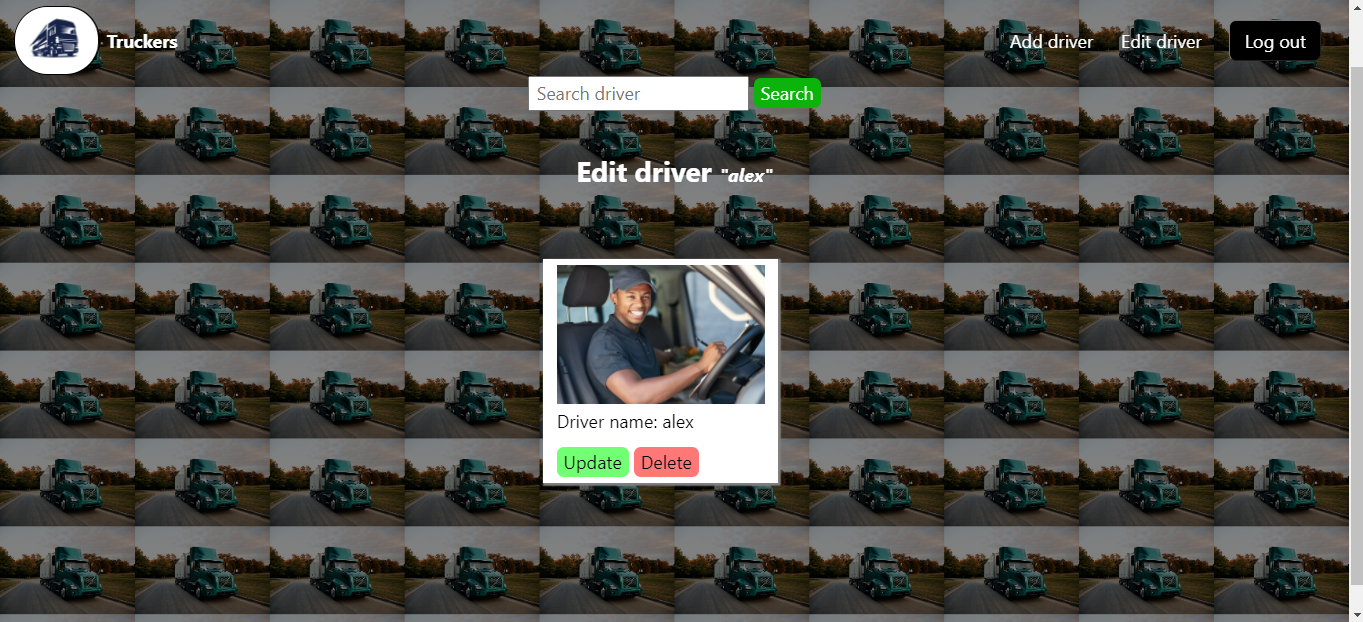 Truckers
Add driver
Edit driver
Log out
Search driver
Search
Edit driver "alex"
Driver name: alex
Update
Delete